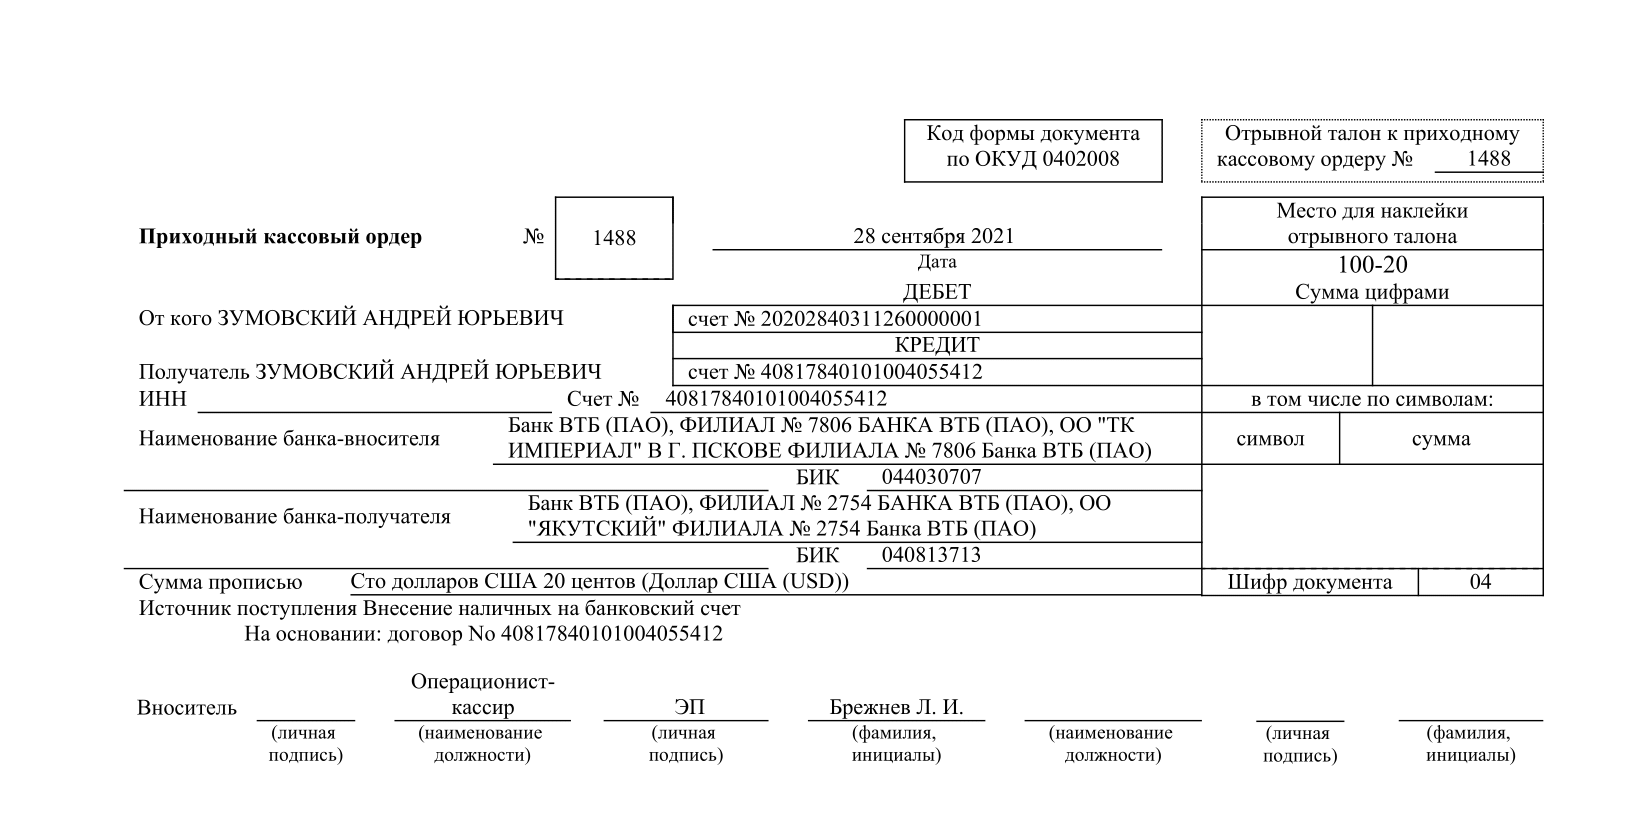 Код формы документа
по ОКУД 0402008
Отрывной талон к приходному
кассовому ордеру № 1488
Приходный кассовый ордер № 1488
28 сентября 2021
Дата
Место для наклейки
отрывного талона
100-20
Сумма цифрами
ДЕБЕТ
От кого ЗУМОВСКИЙ АНДРЕЙ ЮРЬЕВИЧ
счет № 20202840311260000001
КРЕДИТ
Получатель ЗУМОВСКИЙ АНДРЕЙ ЮРЬЕВИЧ
счет № 40817840101004055412
ИНН Счет № 40817840101004055412
в том числе по символам:
Наименование банка-вносителя
Банк ВТБ (ПАО), ФИЛИАЛ № 7806 БАНКА ВТБ (ПАО), ОО "ТК
ИМПЕРИАЛ" В Г. ПСКОВЕ ФИЛИАЛА № 7806 Банка ВТБ (ПАО)
символ сумма
БИК 044030707
Наименование банка-получателя
Банк ВТБ (ПАО), ФИЛИАЛ № 2754 БАНКА ВТБ (ПАО), ОО
"ЯКУТСКИЙ" ФИЛИАЛА № 2754 Банка ВТБ (ПАО)
БИК 040813713
Сумма прописью Сто долларов США 20 центов (Доллар США (USD))
Шифр документа 04
Источник поступления Внесение наличных на банковский счет
На основании: договор No 40817840101004055412
Операционист-
Вноситель кассир ЭП Брежнев Л. И.
(личная (наименование (личная (фамилия, (наименование (личная (фамилия,
подпись) должности) подпись) инициалы) должности) подпись) инициалы)